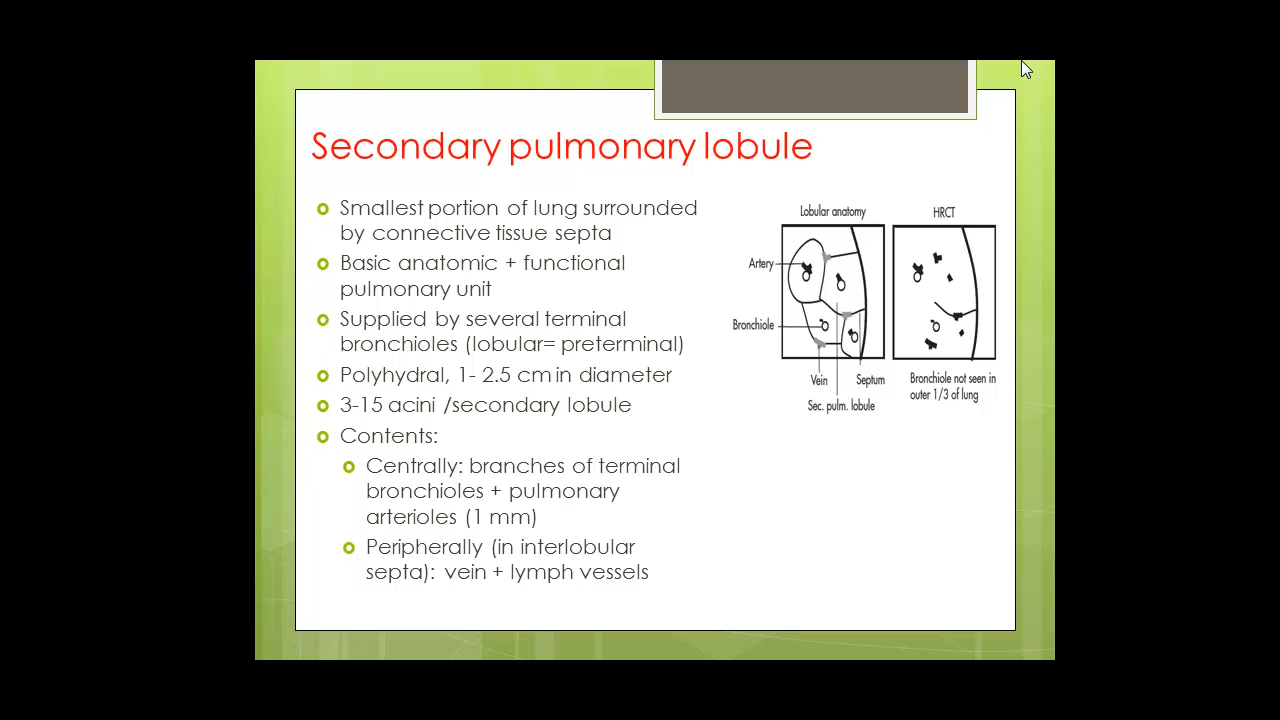 Secondary pulmonary lobule
Smallest portion of lung surrounded
by connective tissue septa
Basic anatomic + functional
pulmonary unit
Supplied by several terminal
bronchioles (lobular= preterminal)
Polyhydral, 1- 2.5 cm in diameter
3-15 acini /secondary lobule
Contents:
Centrally: branches of terminal
bronchioles + pulmonary
arterioles (1 mm)
Peripherally (in interlobular
septa): vein + lymph vessels
Lobular anatomy
HRCT
Artery
Bronchiole
Vein
Septum
Sec. pulm. lobule
Bronchiole not seen in
outer 1/3 of lung